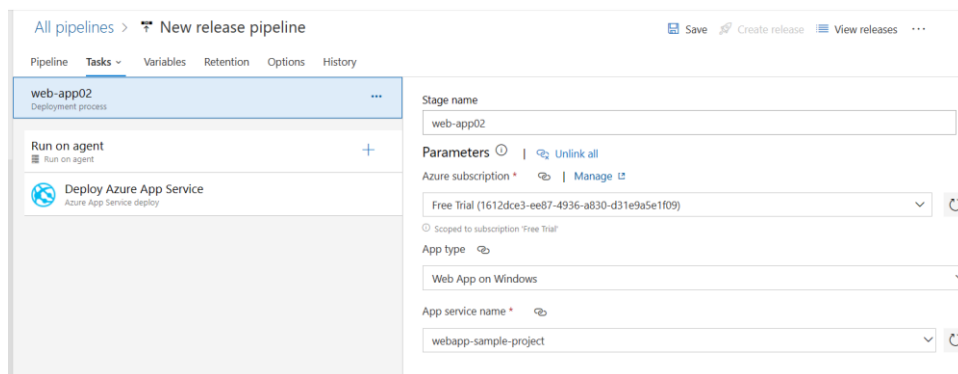 All pipelines > New release pipeline
Save Create release View releases ...
Pipeline Tasks Variables Retention Options History
web-app02
Deployment process
...
Run on agent
Run on agent
+
Deploy Azure App Service
Azure App Service deploy
Stage name
web-app02
Parameters | Unlink all
Azure subscription * | Manage
Free Trial (1612dce3-ee87-4936-a830-d31e9a5e1f09)
Scoped to subscription 'Free Trial'
App type
Web App on Windows
App service name *
webapp-sample-project